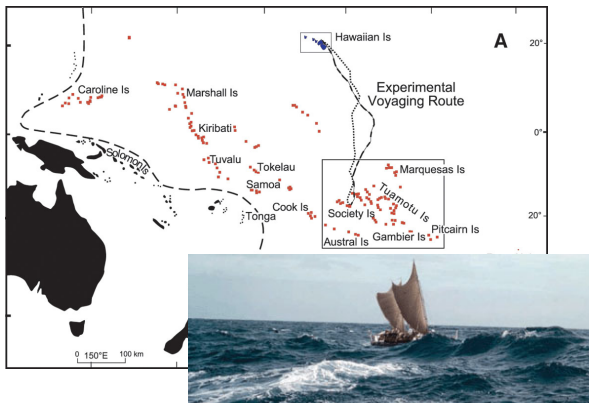 Hawaiian Is
A
20°
Caroline Is
Marshall Is
Experimental
Voyaging Route
Kiribati
0°
Solomon Is
Tuvalu
Tokelau
Marquesas Is
Samoa
Tuamotu Is
Tonga
Cook Is
Society Is
20°
Pitcairn Is
Gambier Is
Austral Is
0 150°E 100 km